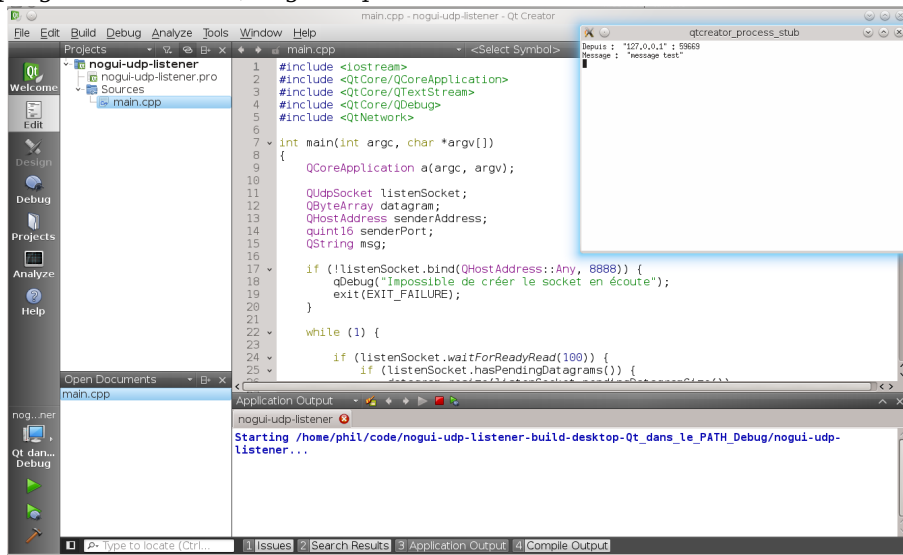 main.cpp - nogui-udp-listener - Qt Creator
File Edit Build Debug Analyze Tools Window Help
Projects
main.cpp
<Select Symbol>
qtcreator_process_stub
Depuis : "127.0.0.1" : 59669
Message : "message test"
Welcome
Edit
Design
Debug
Projects
Analyze
Help
nogui-udp-listener
nogui-udp-listener.pro
Sources
main.cpp
1 #include <iostream>
2 #include <QtCore/QCoreApplication>
3 #include <QtCore/QTextStream>
4 #include <QtCore/QDebug>
5 #include <QtNetwork>
6
7 int main(int argc, char *argv[])
8 {
9 QCoreApplication a(argc, argv);
10
11 QUdpSocket listenSocket;
12 QByteArray datagram;
13 QHostAddress senderAddress;
14 quint16 senderPort;
15 QString msg;
16
17 if (!listenSocket.bind(QHostAddress::Any, 8888)) {
18 qDebug("Impossible de créer le socket en écoute");
19 exit(EXIT_FAILURE);
20 }
21
22 while (1) {
23
24 if (listenSocket.waitForReadyRead(100)) {
25 if (listenSocket.hasPendingDatagrams()) {
Open Documents
main.cpp
nog...ner
Qt dan...
Debug
Application Output
nogui-udp-listener
Starting /home/phil/code/nogui-udp-listener-build-desktop-Qt_dans_le_PATH_Debug/nogui-udp-
listener...
Type to locate (Ctrl...
1 Issues 2 Search Results 3 Application Output 4 Compile Output